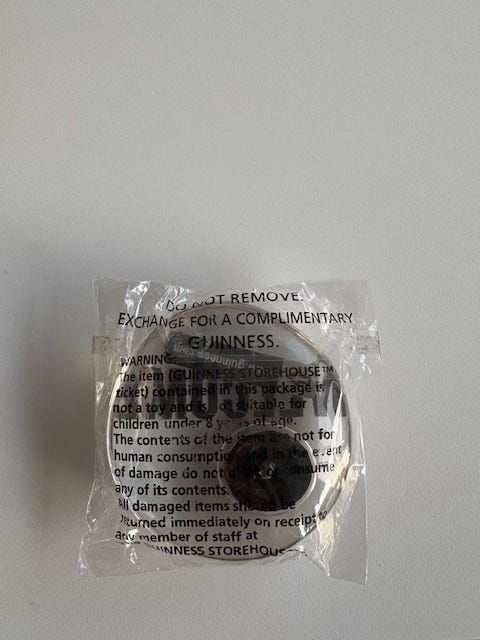 DO NOT REMOVE.
EXCHANGE FOR A COMPLIMENTARY
GUINNESS.
WARNING:
The item (GUINNESS STOREHOUSE™
ticket) contained in this package is
not a toy and is not suitable for
children under 8 years of age.
The contents of the item are not for
human consumption and in the event
of damage do not or consume
any of its contents.
All damaged items should be
returned immediately on receipt to
any member of staff at
GUINNESS STOREHOUSE™.